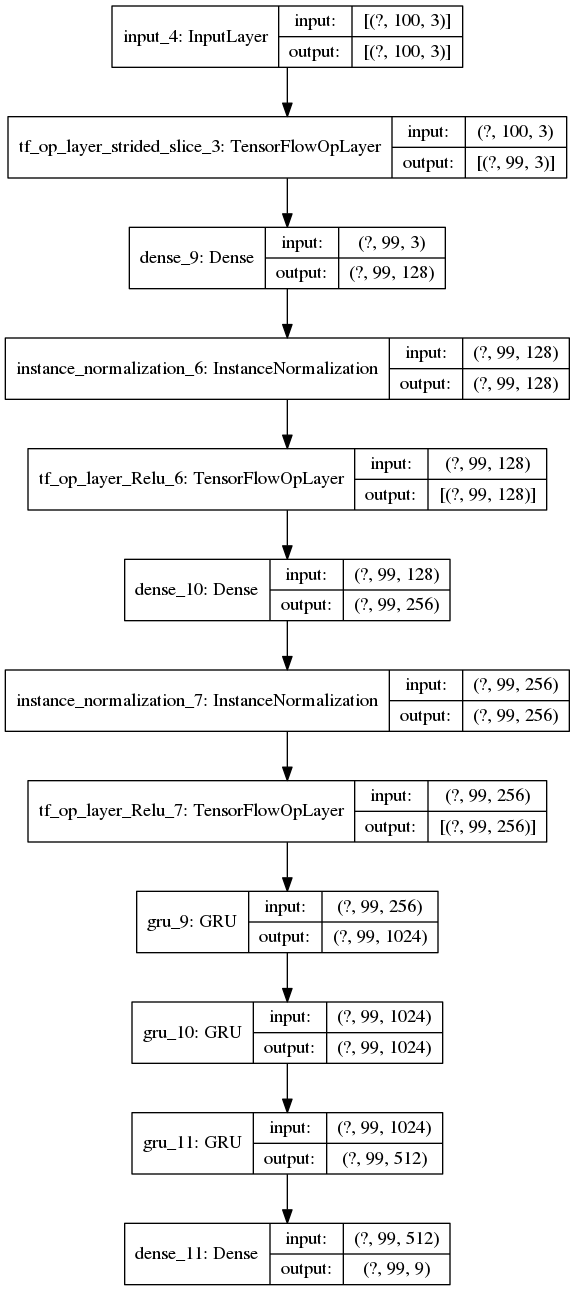 input_4: InputLayer
input: [(?, 100, 3)]
output: [(?, 100, 3)]
tf_op_layer_strided_slice_3: TensorFlowOpLayer
input: (?, 100, 3)
output: [(?, 99, 3)]
dense_9: Dense
input: (?, 99, 3)
output: (?, 99, 128)
instance_normalization_6: InstanceNormalization
input: (?, 99, 128)
output: (?, 99, 128)
tf_op_layer_Relu_6: TensorFlowOpLayer
input: (?, 99, 128)
output: [(?, 99, 128)]
dense_10: Dense
input: (?, 99, 128)
output: (?, 99, 256)
instance_normalization_7: InstanceNormalization
input: (?, 99, 256)
output: (?, 99, 256)
tf_op_layer_Relu_7: TensorFlowOpLayer
input: (?, 99, 256)
output: [(?, 99, 256)]
gru_9: GRU
input: (?, 99, 256)
output: (?, 99, 1024)
gru_10: GRU
input: (?, 99, 1024)
output: (?, 99, 1024)
gru_11: GRU
input: (?, 99, 1024)
output: (?, 99, 512)
dense_11: Dense
input: (?, 99, 512)
output: (?, 99, 9)